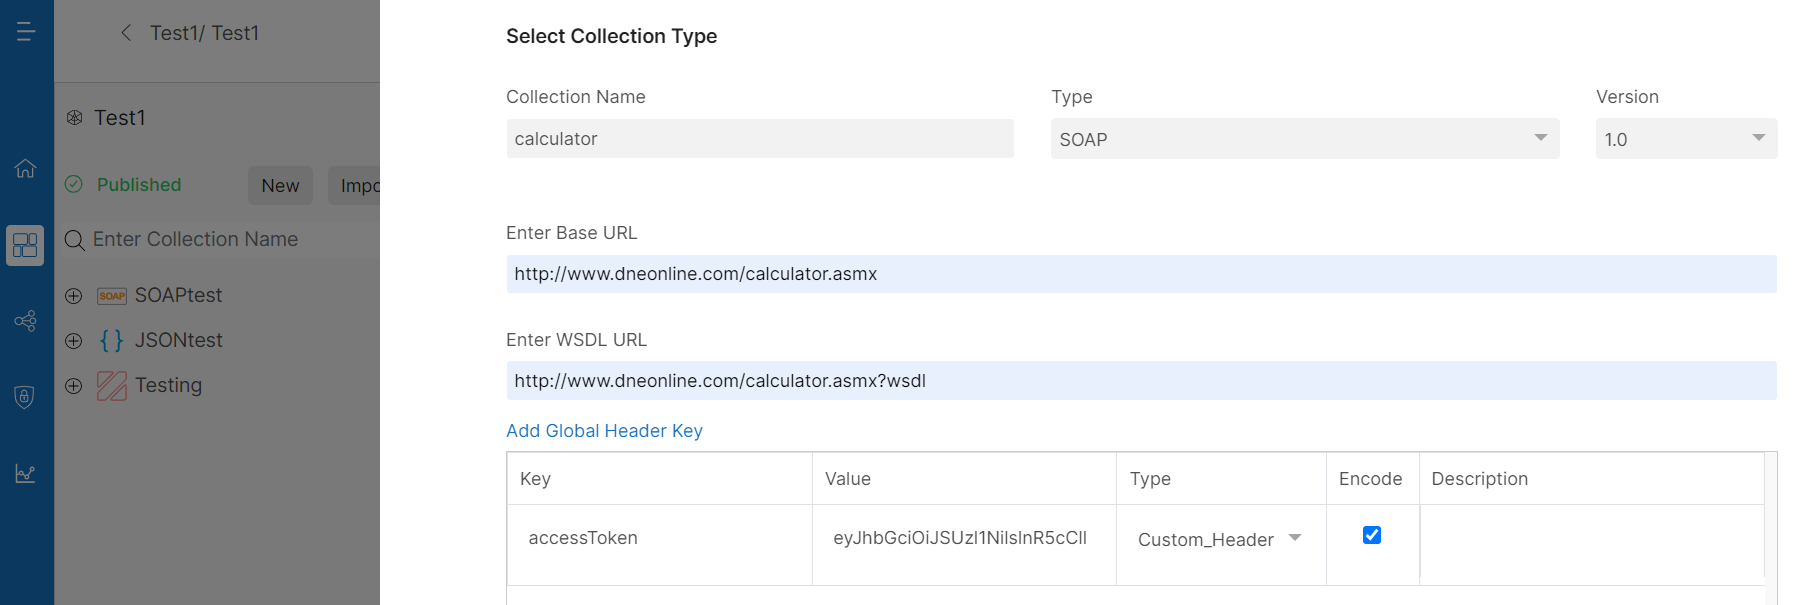 Test1/ Test1
Test1
Published
New
Impo
Enter Collection Name
SOAP SOAPtest
{ } JSONtest
Testing
Select Collection Type
Collection Name
Type
Version
calculator
SOAP
1.0
Enter Base URL
http://www.dneonline.com/calculator.asmx
Enter WSDL URL
http://www.dneonline.com/calculator.asmx?wsdl
Add Global Header Key
Key Value Type Encode Description
accessToken eyJhbGciOiJSUzI1NiIsInR5cCII Custom_Header